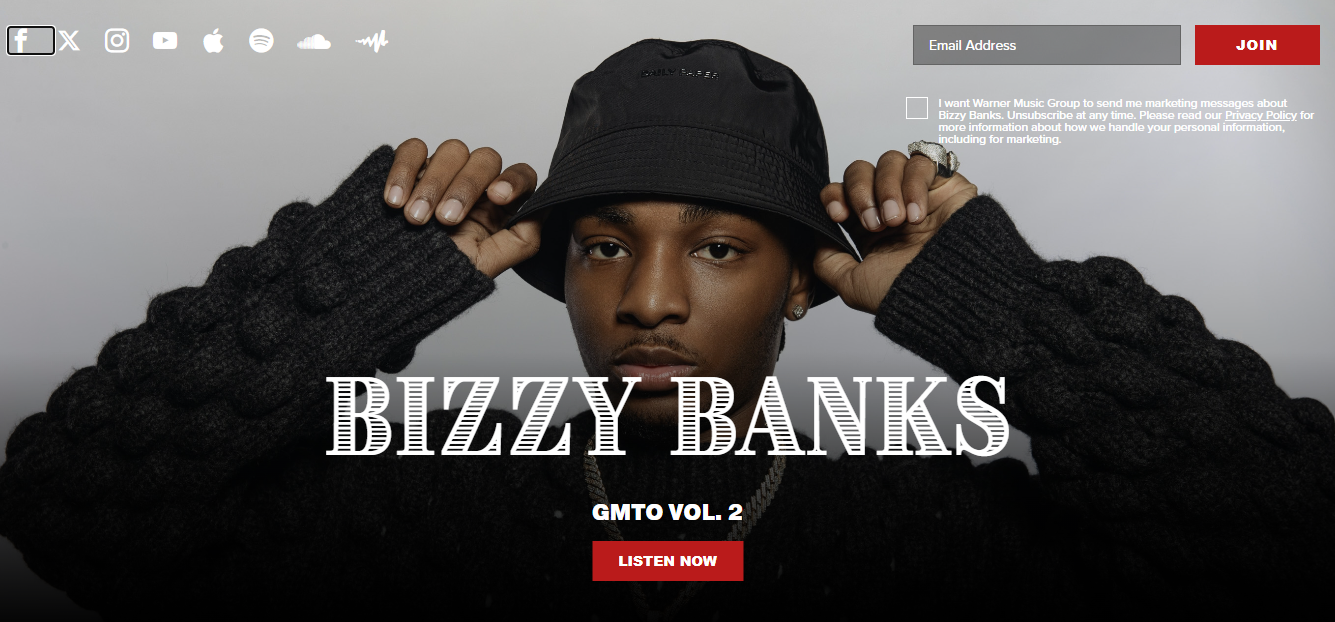 Email Address
JOIN
I want Warner Music Group to send me marketing messages about
Bizzy Banks. Unsubscribe at any time. Please read our Privacy Policy for
more information about how we handle your personal information,
including for marketing.
DAILY PAPER
BIZZY BANKS
GMTO VOL. 2
LISTEN NOW